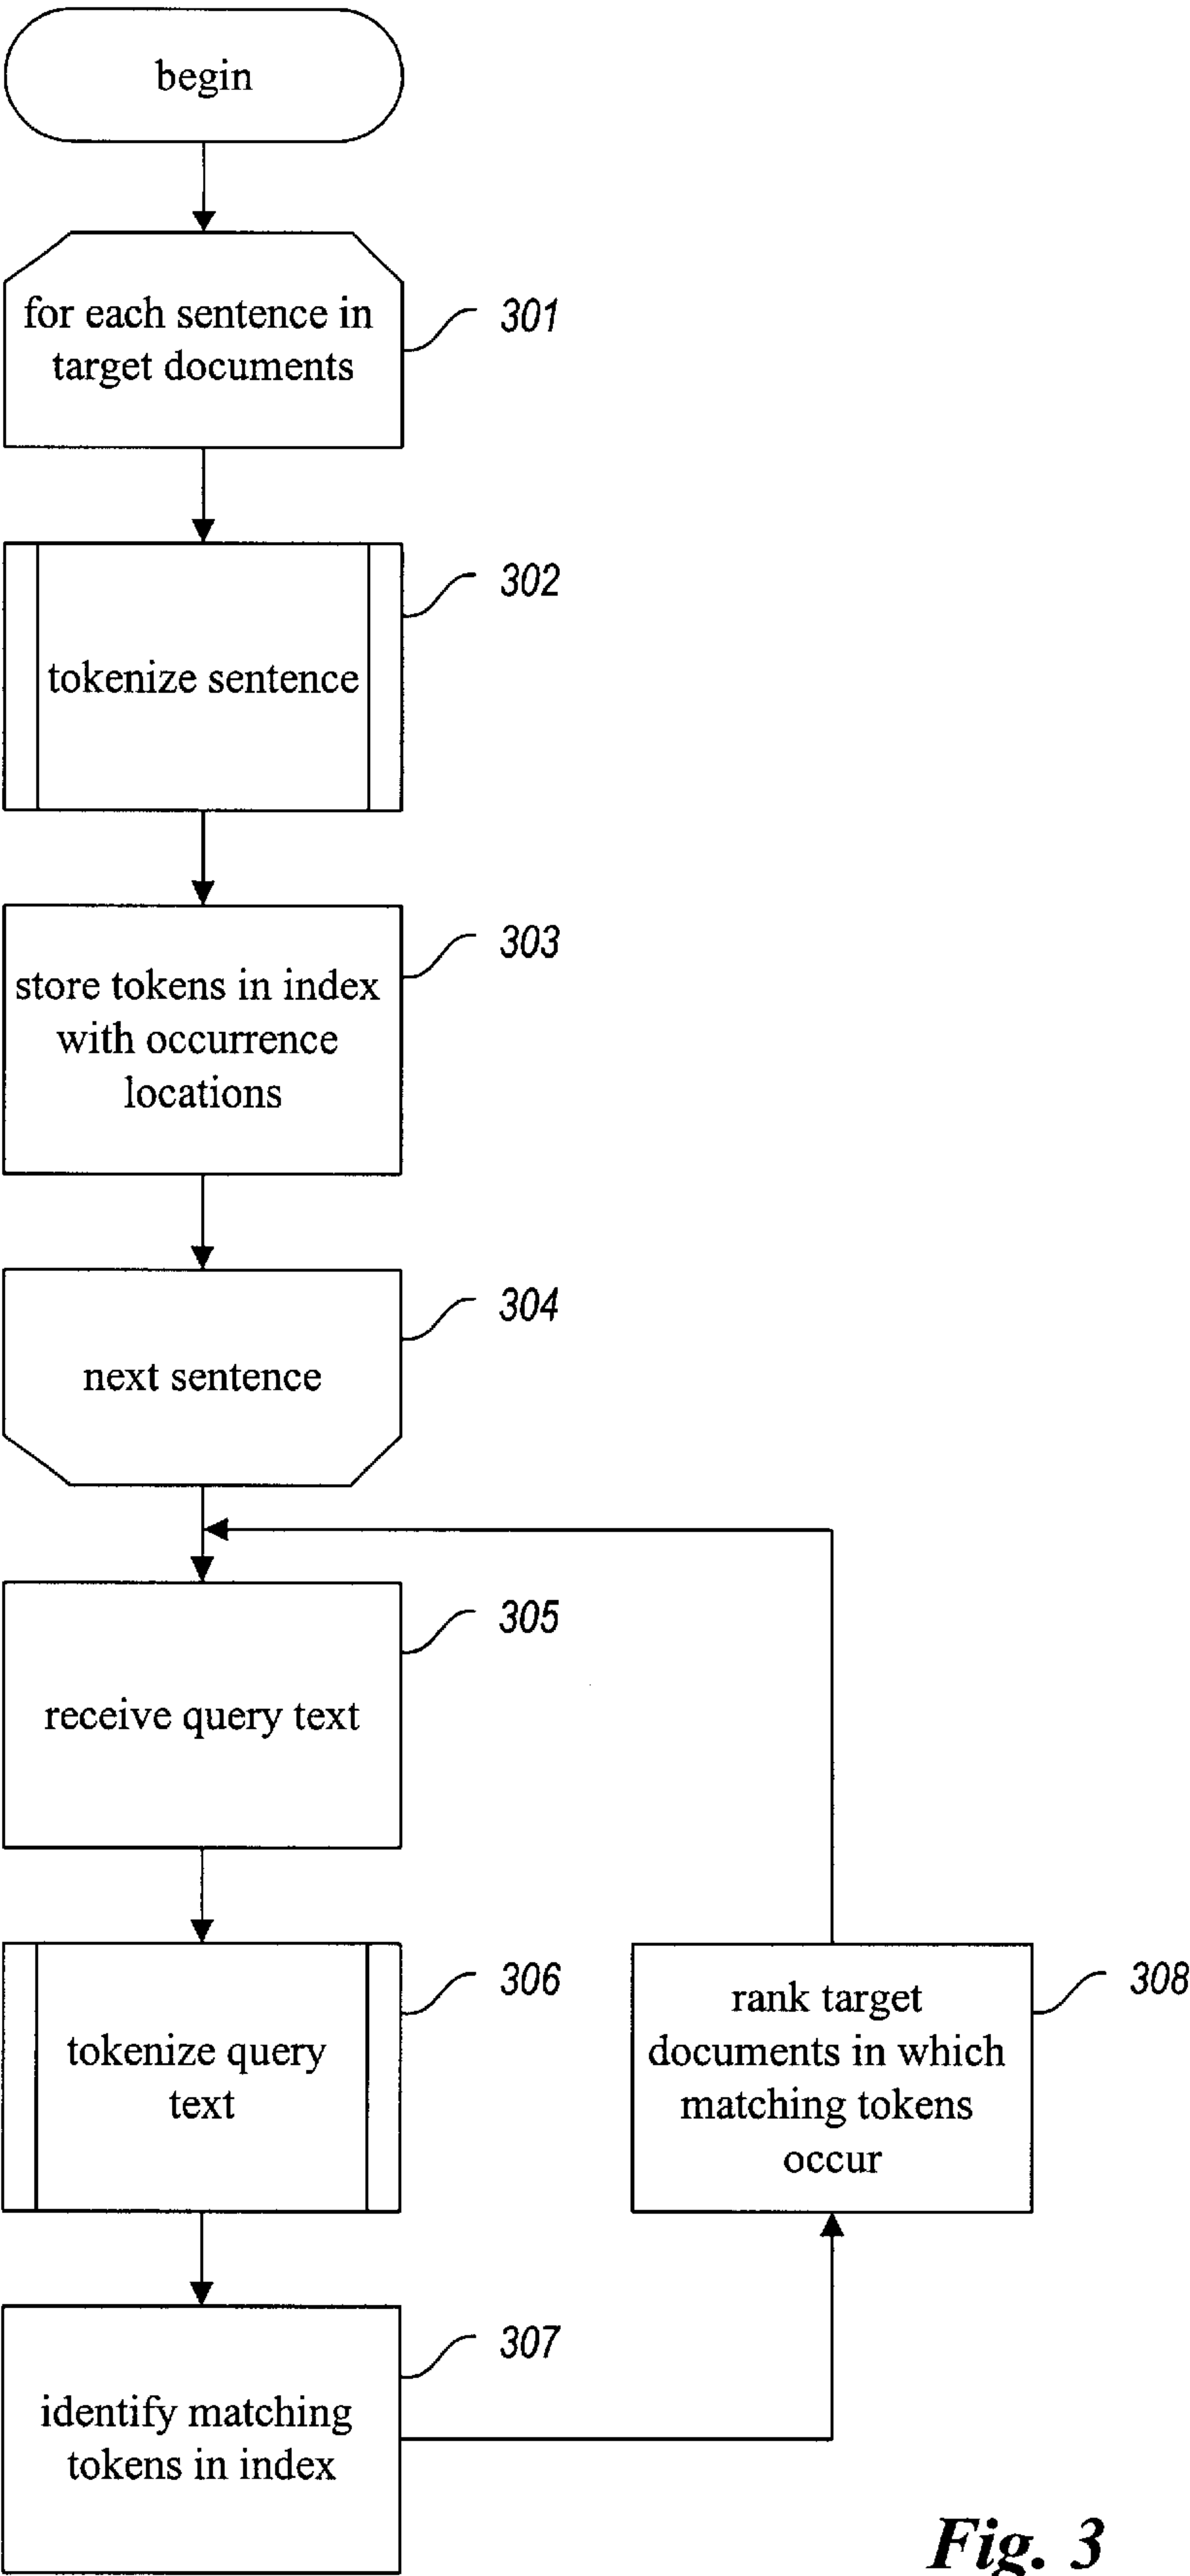 begin
for each sentence in
target documents
301
tokenize sentence
302
store tokens in index
with occurrence
locations
303
next sentence
304
receive query text
305
tokenize query
text
306
identify matching
tokens in index
307
rank target
documents in which
matching tokens
occur
308
Fig. 3